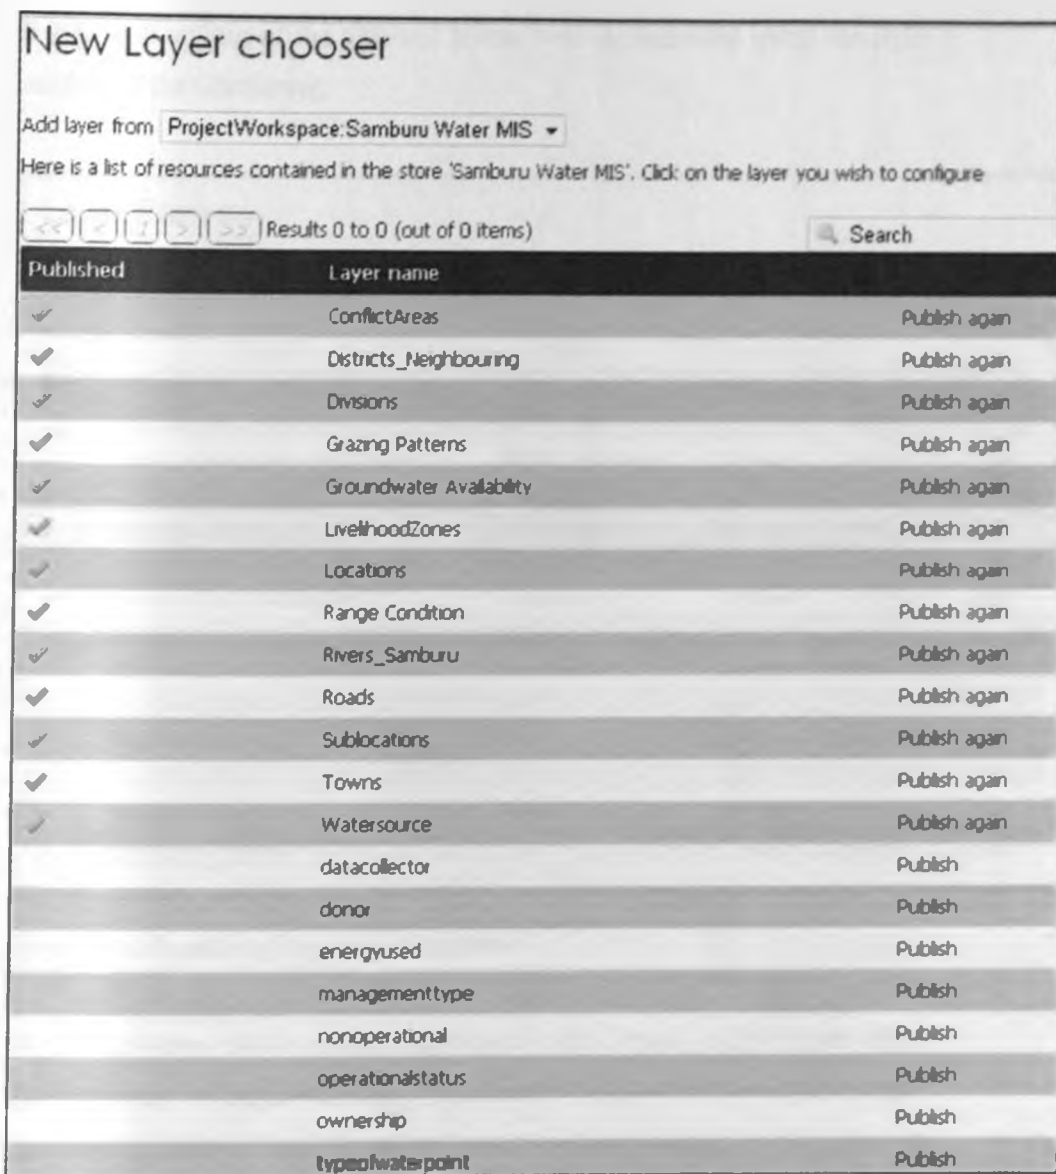 New Layer chooser
Add layer from ProjectWorkspace:Samburu Water MIS
Here is a list of resources contained in the store 'Samburu Water MIS'. Click on the layer you wish to configure
<< < 1 > >> Results 0 to 0 (out of 0 items) Search
Published Layer name
ConflictAreas Publish again
Districts_Neighbouring Publish again
Divisions Publish again
Grazing Patterns Publish again
Groundwater Availability Publish again
LivelihoodZones Publish again
Locations Publish again
Range Condition Publish again
Rivers_Samburu Publish again
Roads Publish again
Sublocations Publish again
Towns Publish again
Watersource Publish again
datacollector Publish
donor Publish
energyused Publish
managementtype Publish
nonoperational Publish
operationalstatus Publish
ownership Publish
typeofwaterpoint Publish